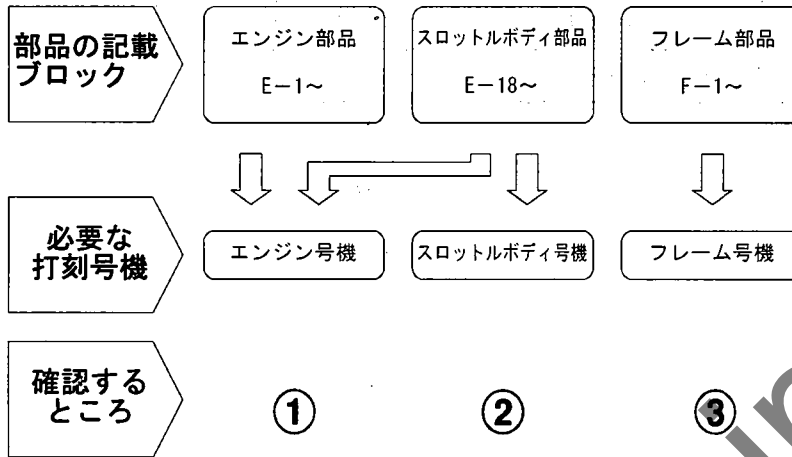 部品の記載
ブロック
エンジン部品
E－1～
スロットルボディ部品
E－18～
フレーム部品
F－1～
必要な
打刻号機
エンジン号機
スロットルボディ号機
フレーム号機
確認する
ところ
①
②
③